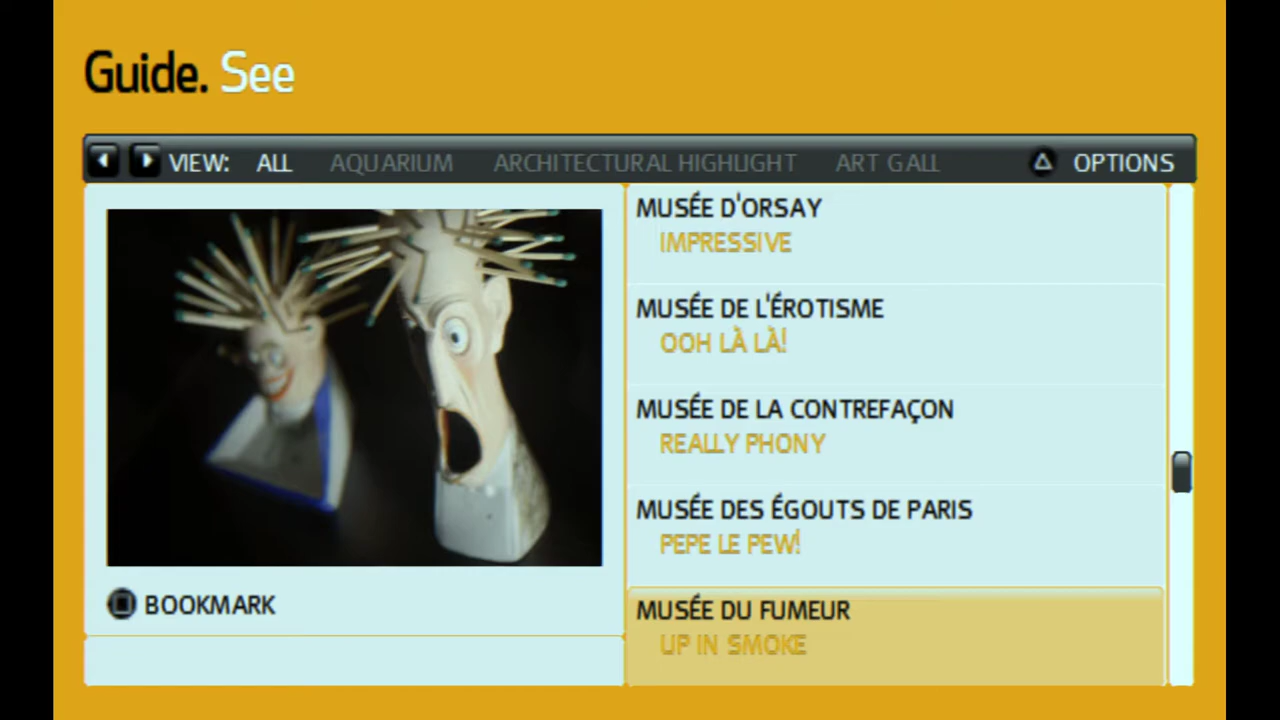 Guide. See
VIEW: ALL AQUARIUM ARCHITECTURAL HIGHLIGHT ART GALL OPTIONS
MUSÉE D'ORSAY
IMPRESSIVE
MUSÉE DE L'ÉROTISME
OOH LÀ LÀ!
MUSÉE DE LA CONTREFAÇON
REALLY PHONY
MUSÉE DES ÉGOUTS DE PARIS
PEPE LE PEW!
MUSÉE DU FUMEUR
UP IN SMOKE
BOOKMARK